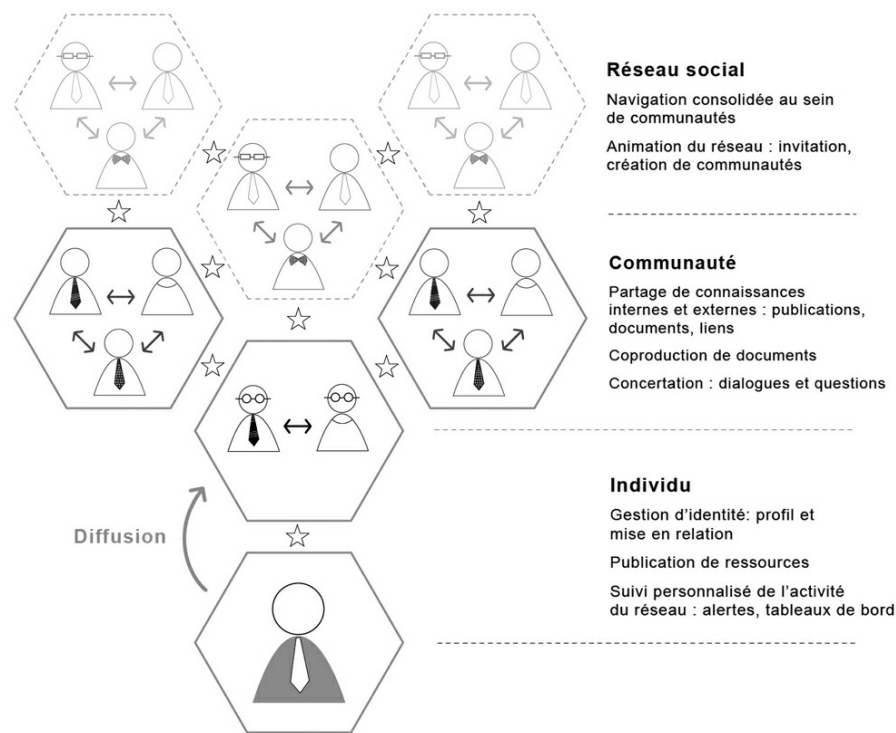 Réseau social
Navigation consolidée au sein
de communautés
Animation du réseau : invitation,
création de communautés
Communauté
Partage de connaissances
internes et externes : publications,
documents, liens
Coproduction de documents
Concertation : dialogues et questions
Individu
Gestion d’identité: profil et
mise en relation
Publication de ressources
Suivi personnalisé de l’activité
du réseau : alertes, tableaux de bord
Diffusion